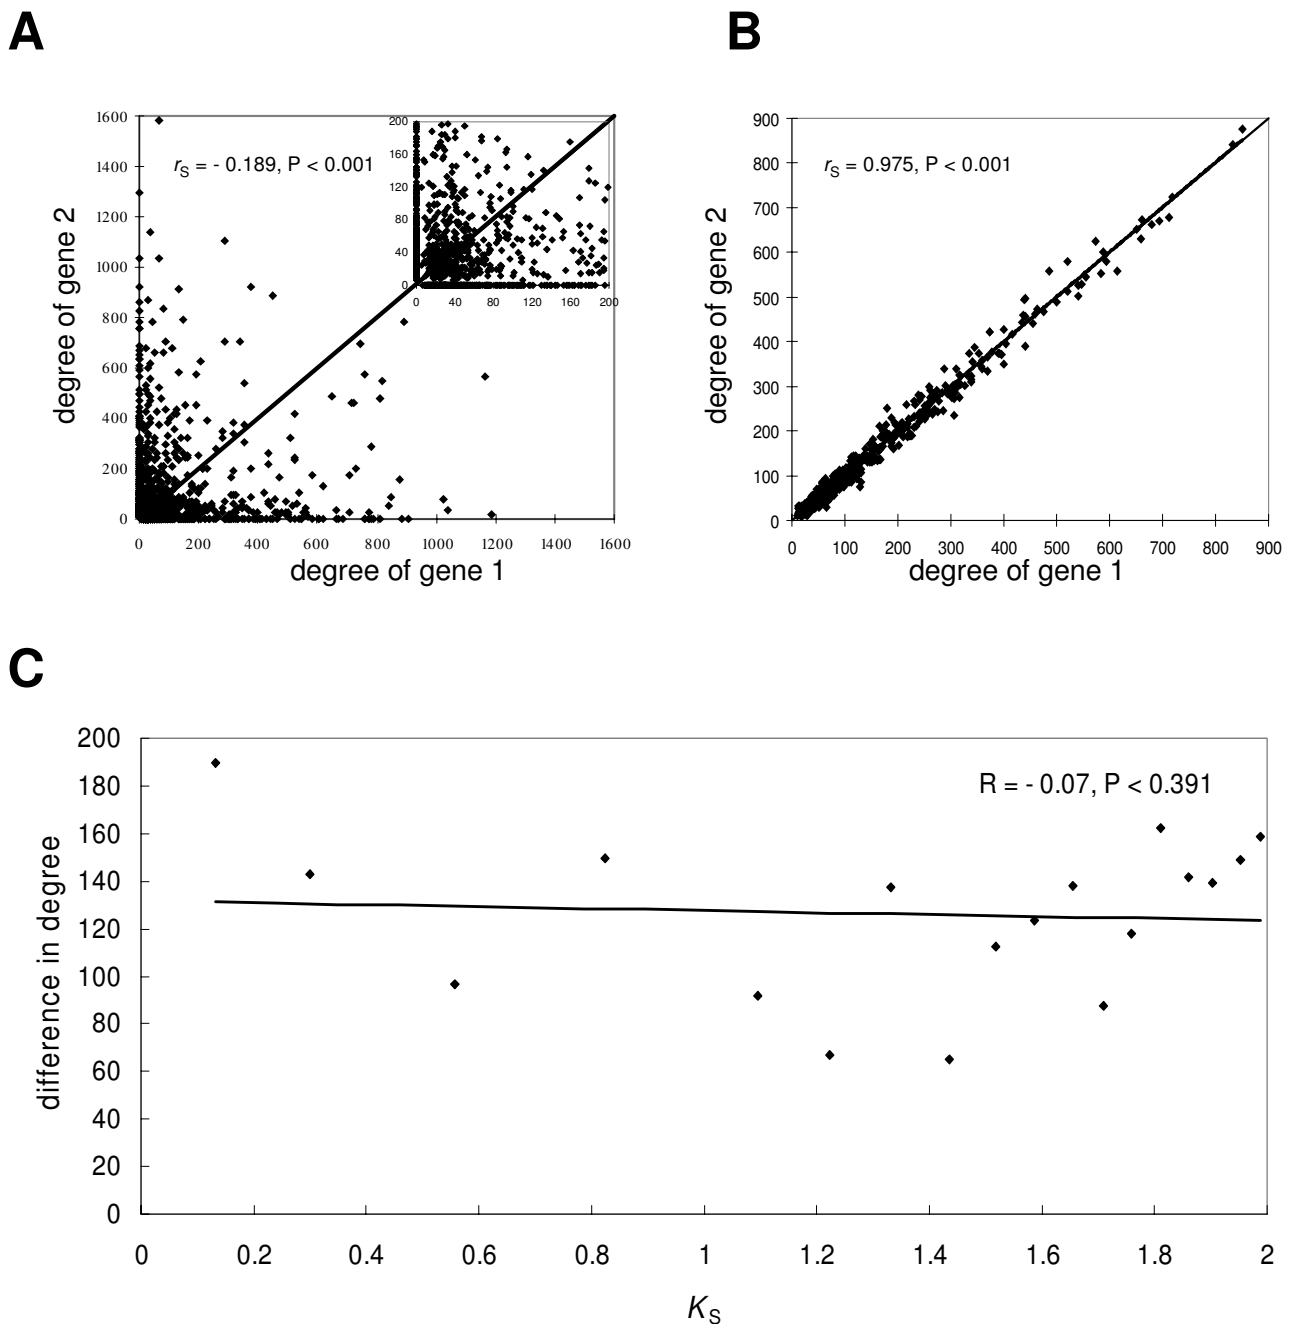 A
B
1600
1400
1200
1000
800
600
400
200
0
degree of gene 2
rS = - 0.189, P < 0.001
200
160
120
80
40
0
0 40 80 120 160 200
0 200 400 600 800 1000 1200 1400 1600
degree of gene 1
900
800
700
600
500
400
300
200
100
0
degree of gene 2
rS = 0.975, P < 0.001
0 100 200 300 400 500 600 700 800 900
degree of gene 1
C
200
180
160
140
120
100
80
60
40
20
0
difference in degree
R = - 0.07, P < 0.391
0 0.2 0.4 0.6 0.8 1 1.2 1.4 1.6 1.8 2
KS